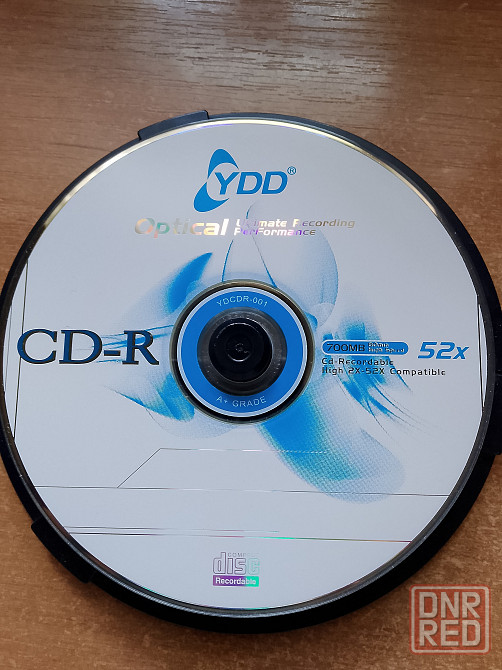 YDD®
Optical Ultimate Recording
Performance
YDCDR-001
CD-R
700MB
52x
Cd-Recordable
High 2X-52X Compatible
A+ GRADE
COMPACT
disc
Recordable
DNR
RED